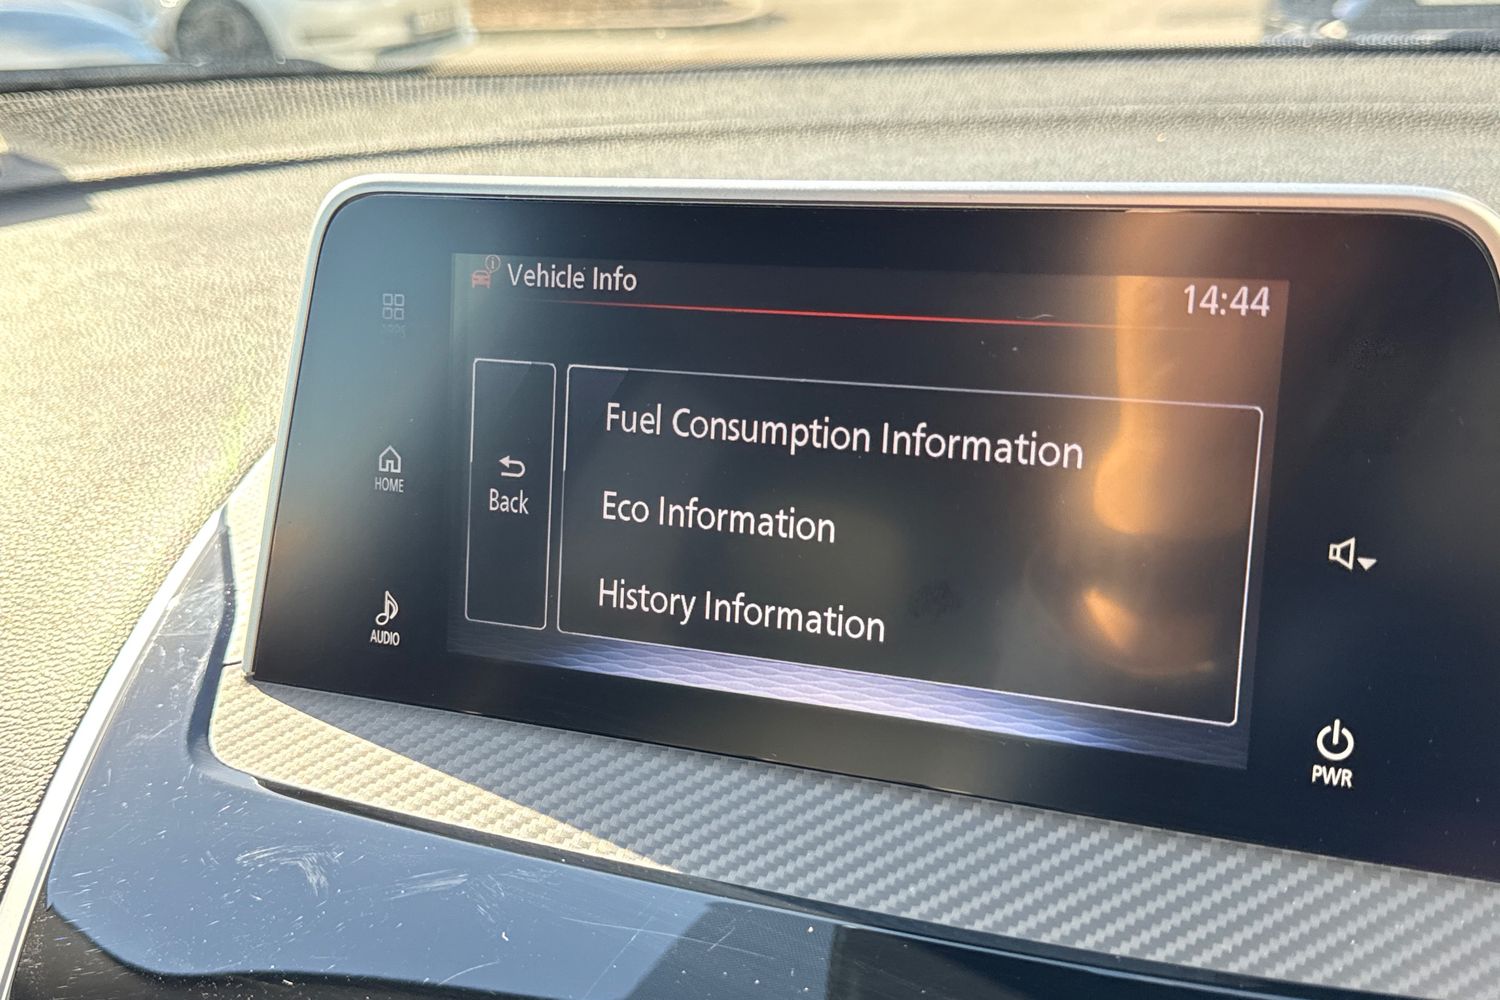 Vehicle Info
14:44
Fuel Consumption Information
HOME
Back
Eco Information
History Information
AUDIO
PWR